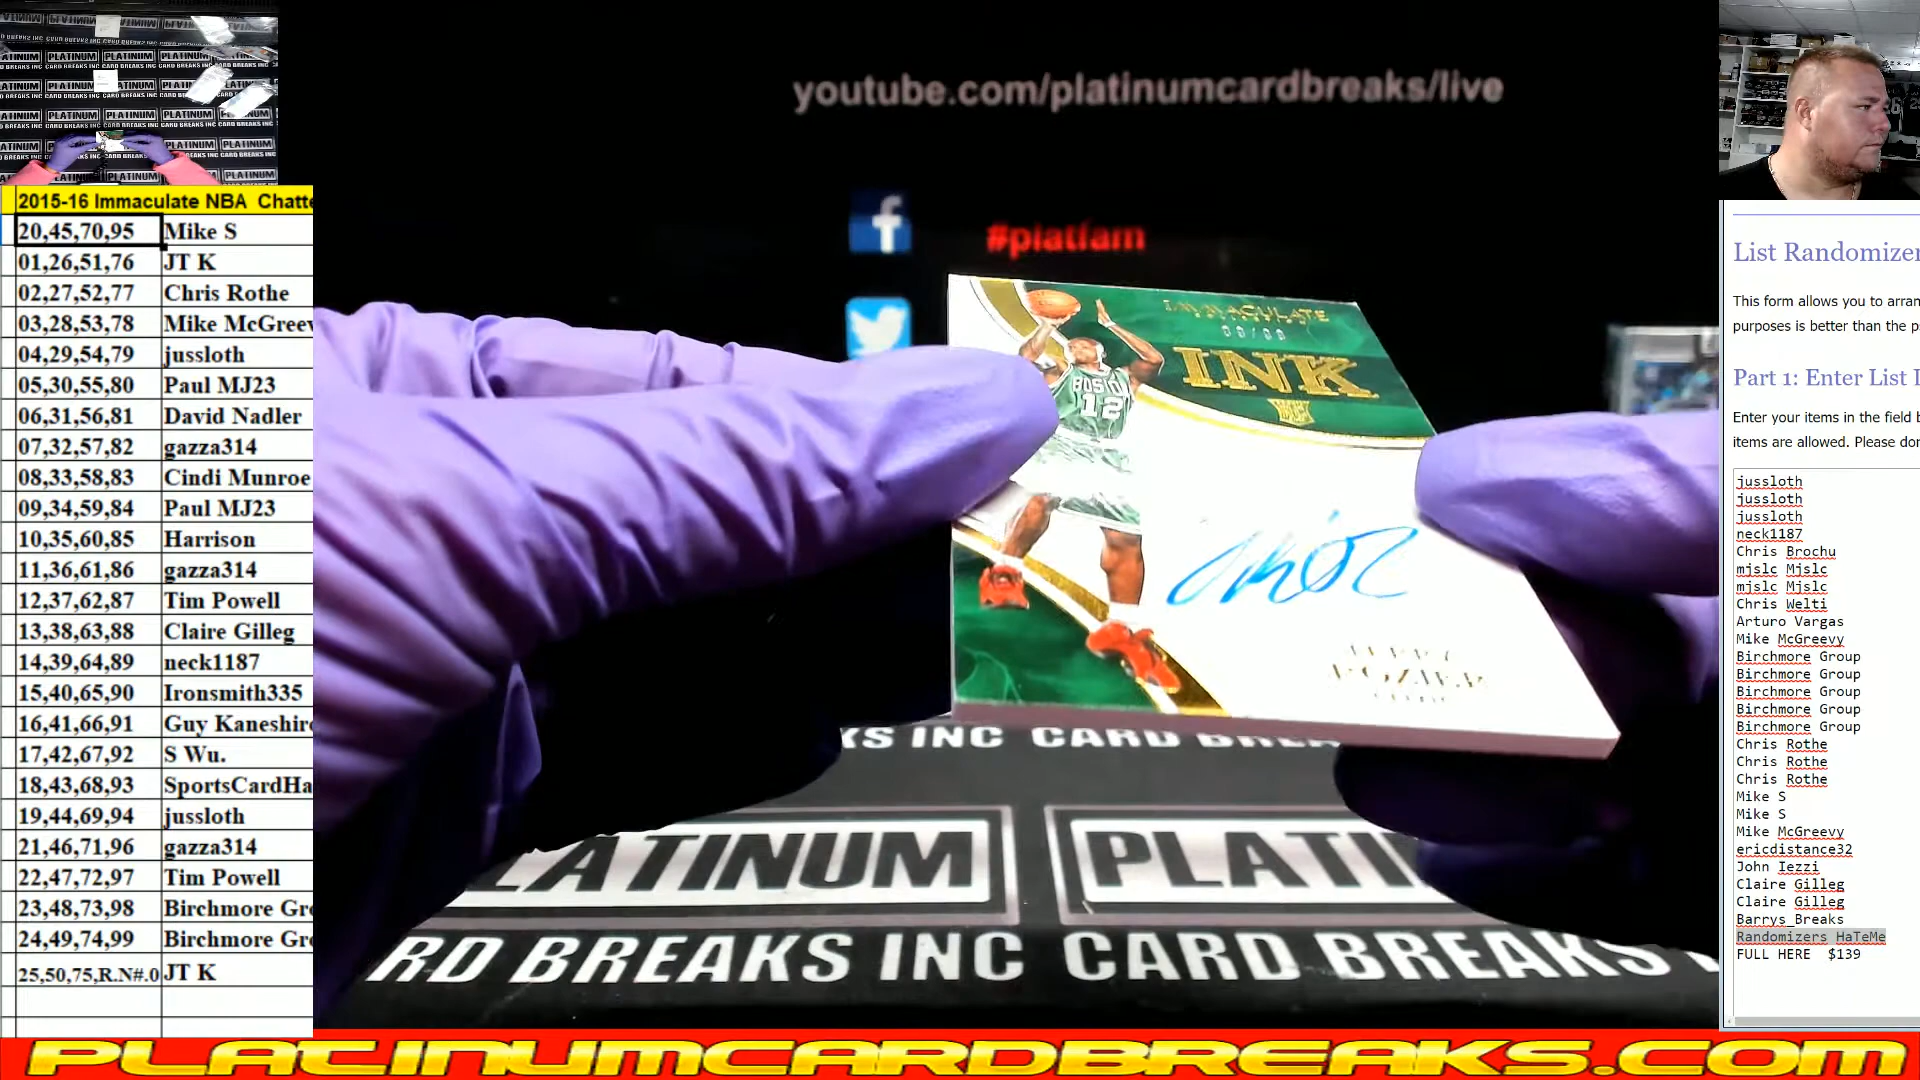 youtube.com/platinumcardbreaks/live
#platfam
2015-16 Immaculate NBA Chatte
20,45,70,95 Mike S
01,26,51,76 JT K
02,27,52,77 Chris Rothe
03,28,53,78 Mike McGreev
04,29,54,79 jussloth
05,30,55,80 Paul MJ23
06,31,56,81 David Nadler
07,32,57,82 gazza314
08,33,58,83 Cindi Munroe
09,34,59,84 Paul MJ23
10,35,60,85 Harrison
11,36,61,86 gazza314
12,37,62,87 Tim Powell
13,38,63,88 Claire Gilleg
14,39,64,89 neck1187
15,40,65,90 Ironsmith335
16,41,66,91 Guy Kaneshir
17,42,67,92 S Wu.
18,43,68,93 SportsCardHa
19,44,69,94 jussloth
21,46,71,96 gazza314
22,47,72,97 Tim Powell
23,48,73,98 Birchmore Gr
24,49,74,99 Birchmore Gr
25,50,75,R.N#.0 JT K
IMMACULATE
INK
BOSTON
12
PLATINUM PLATI
RD BREAKS INC CARD BREAKS
List Randomizer
This form allows you to arran
purposes is better than the p
Part 1: Enter List I
Enter your items in the field b
items are allowed. Please don
jussloth
jussloth
jussloth
neck1187
Chris Brochu
mjslc Mjslc
mjslc Mjslc
Chris Welti
Arturo Vargas
Mike McGreevy
Birchmore Group
Birchmore Group
Birchmore Group
Birchmore Group
Birchmore Group
Chris Rothe
Chris Rothe
Chris Rothe
Mike S
Mike S
Mike McGreevy
ericdistance32
John Iezzi
Claire Gilleg
Claire Gilleg
Barrys_Breaks
Randomizers HaTeMe
FULL HERE $139
PLATINUMCARDBREAKS.COM